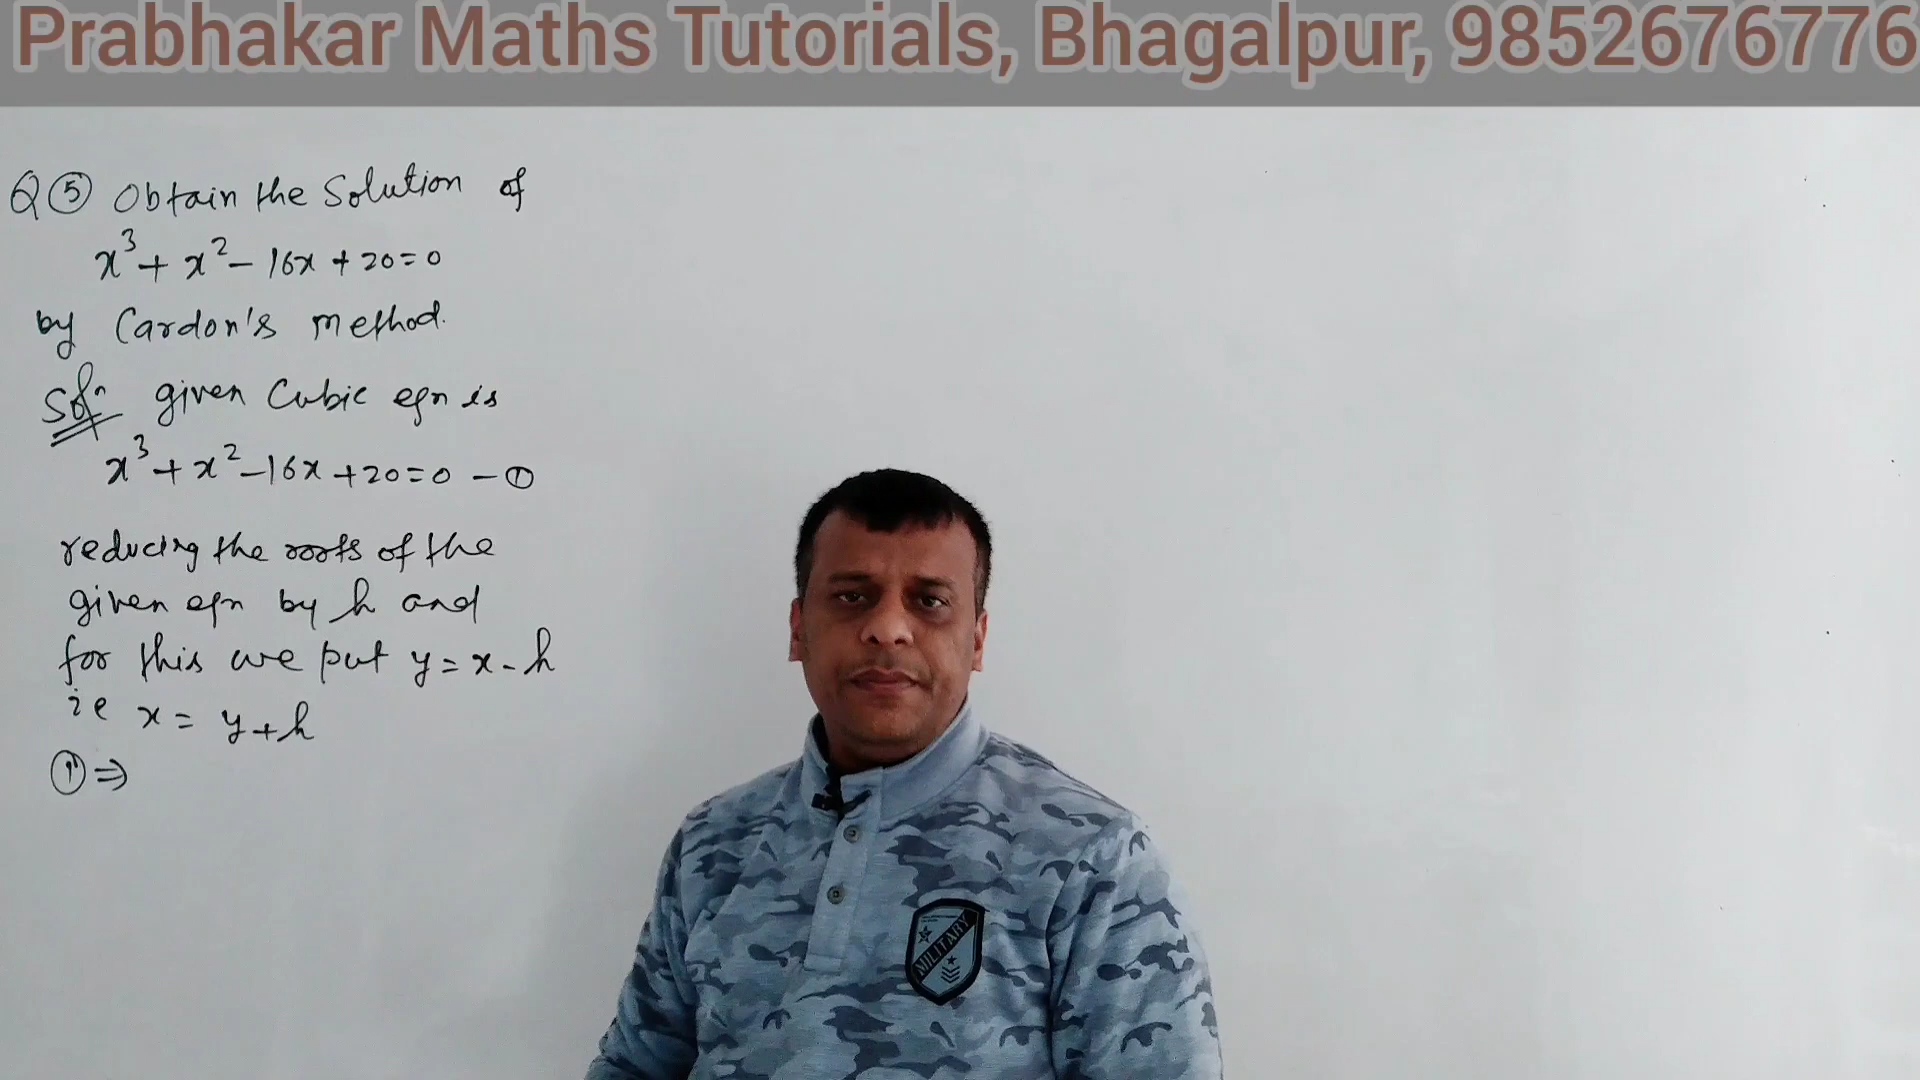 Prabhakar Maths Tutorials, Bhagalpur, 9852676776
Q ⑤ Obtain the Solution of
x³ + x² - 16x + 20 = 0
by Cardon's method.
Solⁿ given Cubic eqn is
x³ + x² - 16x + 20 = 0 - ①
reducing the roots of the
given eqn by h and
for this we put y = x - h
ie x = y + h
① ⇒
MILITARY